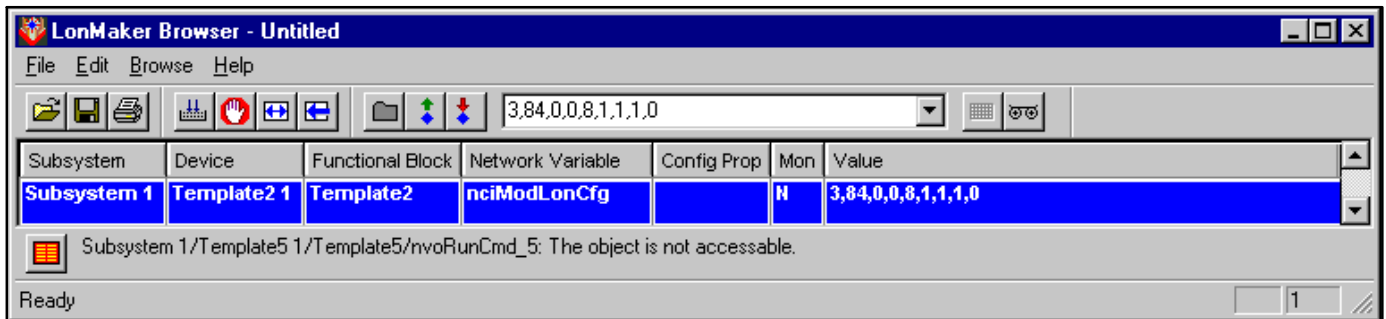 LonMaker Browser - Untitled
File Edit Browse Help
3,84,0,0,8,1,1,1,0
Subsystem Device Functional Block Network Variable Config Prop Mon Value
Subsystem 1 Template2 1 Template2 nciModLonCfg N 3,84,0,0,8,1,1,1,0
Subsystem 1/Template5 1/Template5/nvoRunCmd_5: The object is not accessable.
Ready 1